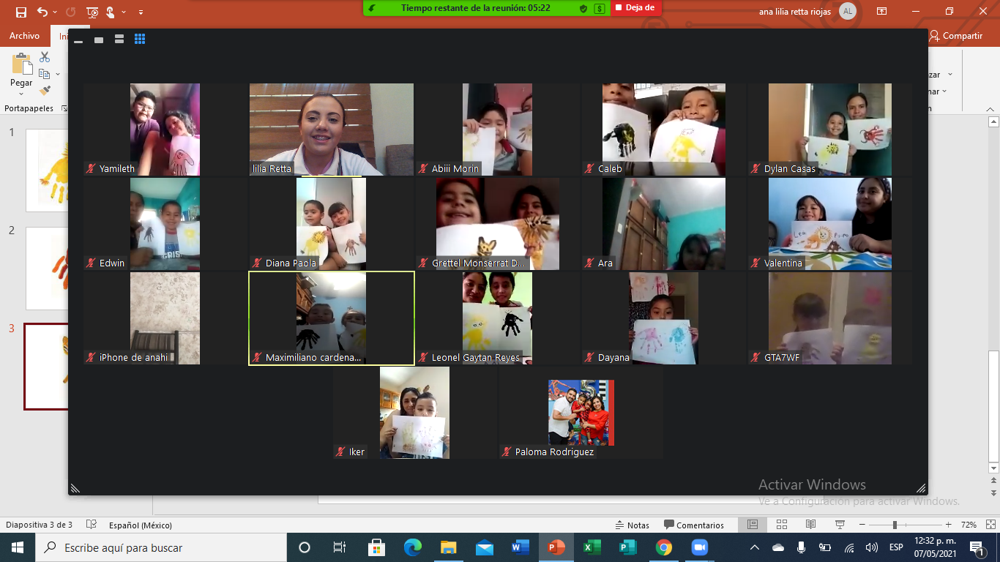 Tiempo restante de la reunión: 05:22
Deja de
ana lilia retta riojas
AL
Archivo
Compartir
Pegar
Portapapeles
1
2
3
Yamileth
lilia Retta
Abiii Morin
Caleb
Dylan Casas
Edwin
Diana Paola
Grettel Monserrat D...
Ara
Valentina
iPhone de anahi
Maximiliano cardena...
Leonel Gaytan Reyes
Dayana
GTA7WF
Iker
Paloma Rodriguez
Activar Windows
Ve a Configuración para activar Windows.
Diapositiva 3 de 3
Español (México)
Notas
Comentarios
72%
Escribe aquí para buscar
ESP
12:32 p. m.
07/05/2021